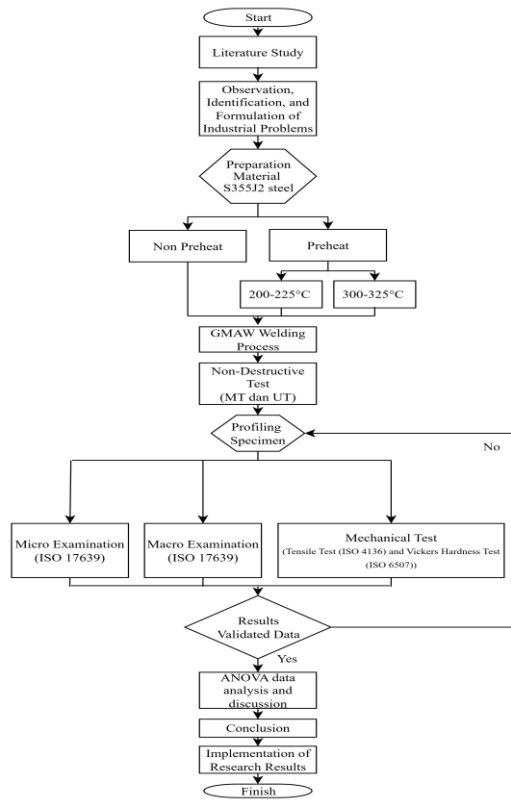 Start
Literature Study
Observation,
Identification, and
Formulation of
Industrial Problems
Preparation
Material
S355J2 steel
Non Preheat
Preheat
200-225°C
300-325°C
GMAW Welding
Process
Non-Destructive
Test
(MT dan UT)
Profiling
Specimen
No
Micro Examination
(ISO 17639)
Macro Examination
(ISO 17639)
Mechanical Test
(Tensile Test (ISO 4136) and Vickers Hardness Test
(ISO 6507))
Results
Validated Data
Yes
ANOVA data
analysis and
discussion
Conclusion
Implementation of
Research Results
Finish